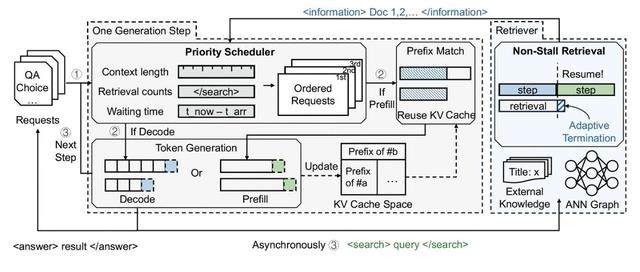 <information> Doc 1,2,… </information>
One Generation Step
Retriever
Priority Scheduler
Context length
Retrieval counts
</search>
Waiting time
t_now – t_arr
3rd
2nd
1st
Ordered
Requests
②
If
Prefill
Prefix Match
Reuse KV Cache
Non-Stall Retrieval
Resume!
step
step
retrieval
Adaptive
Termination
QA
Choice
...
Requests
①
③
Next
Step
②
If Decode
Token Generation
Or
Decode
Prefill
Update
Prefix of #b
Prefix
of #a
…
KV Cache Space
Title: x
External
Knowledge
ANN Graph
<answer> result </answer>
Asynchronously ③ <search> query </search>